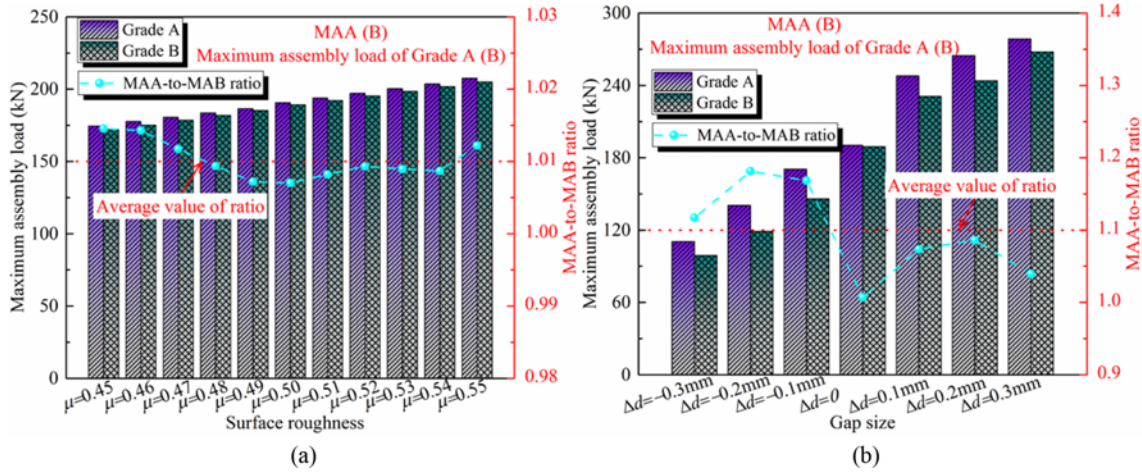 250
200
150
100
50
0
Maximum assembly load (kN)
Grade A
Grade B
MAA-to-MAB ratio
MAA (B)
Maximum assembly load of Grade A (B)
Average value of ratio
1.03
1.02
1.01
1.00
0.99
0.98
MAA-to-MAB ratio
μ=0.45
μ=0.46
μ=0.47
μ=0.48
μ=0.49
μ=0.50
μ=0.51
μ=0.52
μ=0.53
μ=0.54
μ=0.55
Surface roughness
(a)
300
240
180
120
60
0
Maximum assembly load (kN)
MAA (B)
Maximum assembly load of Grade A (B)
Grade A
Grade B
MAA-to-MAB ratio
Average value of ratio
1.4
1.3
1.2
1.1
1.0
0.9
MAA-to-MAB ratio
Δd=−0.3mm
Δd=−0.2mm
Δd=−0.1mm
Δd=0
Δd=0.1mm
Δd=0.2mm
Δd=0.3mm
Gap size
(b)